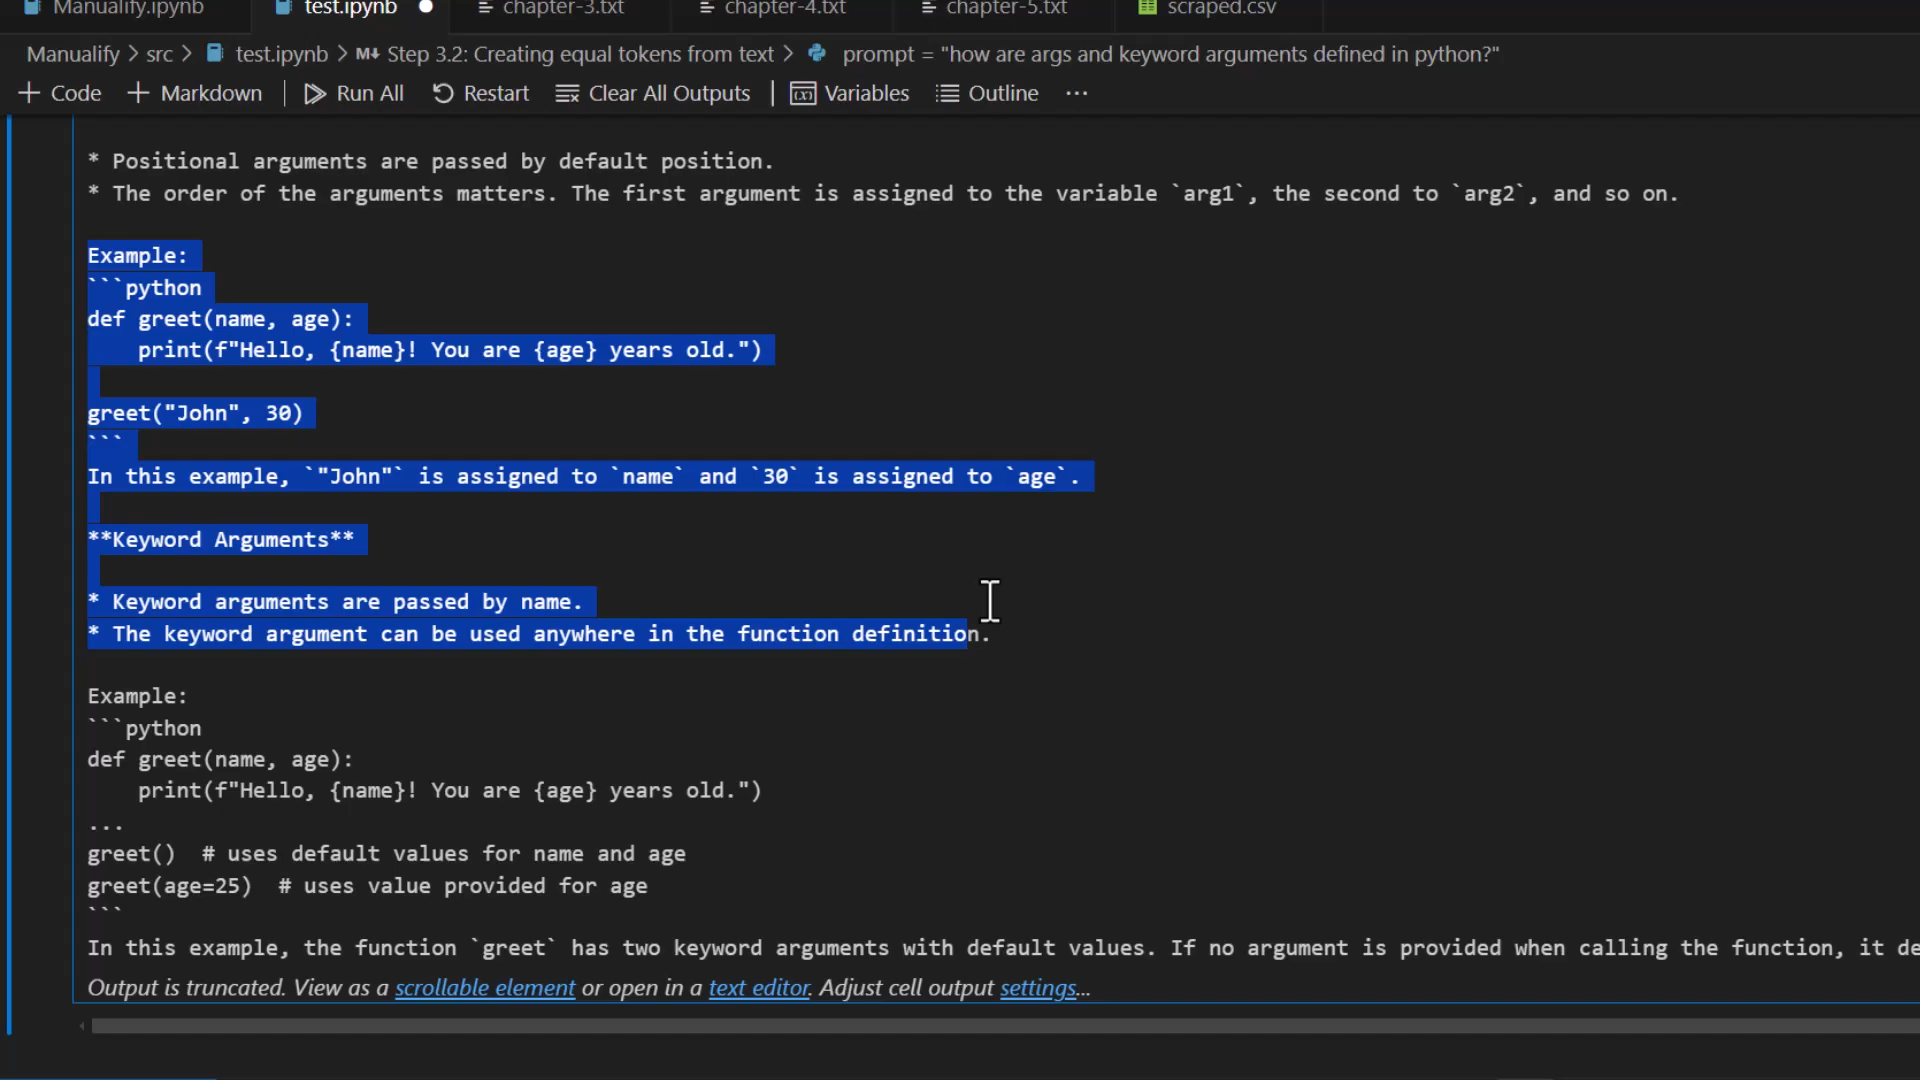 Manualify.ipynb test.ipynb chapter-3.txt chapter-4.txt chapter-5.txt scraped.csv
Manualify > src > test.ipynb > M↓ Step 3.2: Creating equal tokens from text > prompt = "how are args and keyword arguments defined in python?"
+ Code + Markdown | Run All Restart Clear All Outputs | Variables Outline ...
* Positional arguments are passed by default position.
* The order of the arguments matters. The first argument is assigned to the variable `arg1`, the second to `arg2`, and so on.
Example:
```python
def greet(name, age):
    print(f"Hello, {name}! You are {age} years old.")
greet("John", 30)
```
In this example, `"John"` is assigned to `name` and `30` is assigned to `age`.
**Keyword Arguments**
* Keyword arguments are passed by name.
* The keyword argument can be used anywhere in the function definition.
Example:
```python
def greet(name, age):
    print(f"Hello, {name}! You are {age} years old.")
...
greet()  # uses default values for name and age
greet(age=25)  # uses value provided for age
```
In this example, the function `greet` has two keyword arguments with default values. If no argument is provided when calling the function, it de
Output is truncated. View as a scrollable element or open in a text editor. Adjust cell output settings...